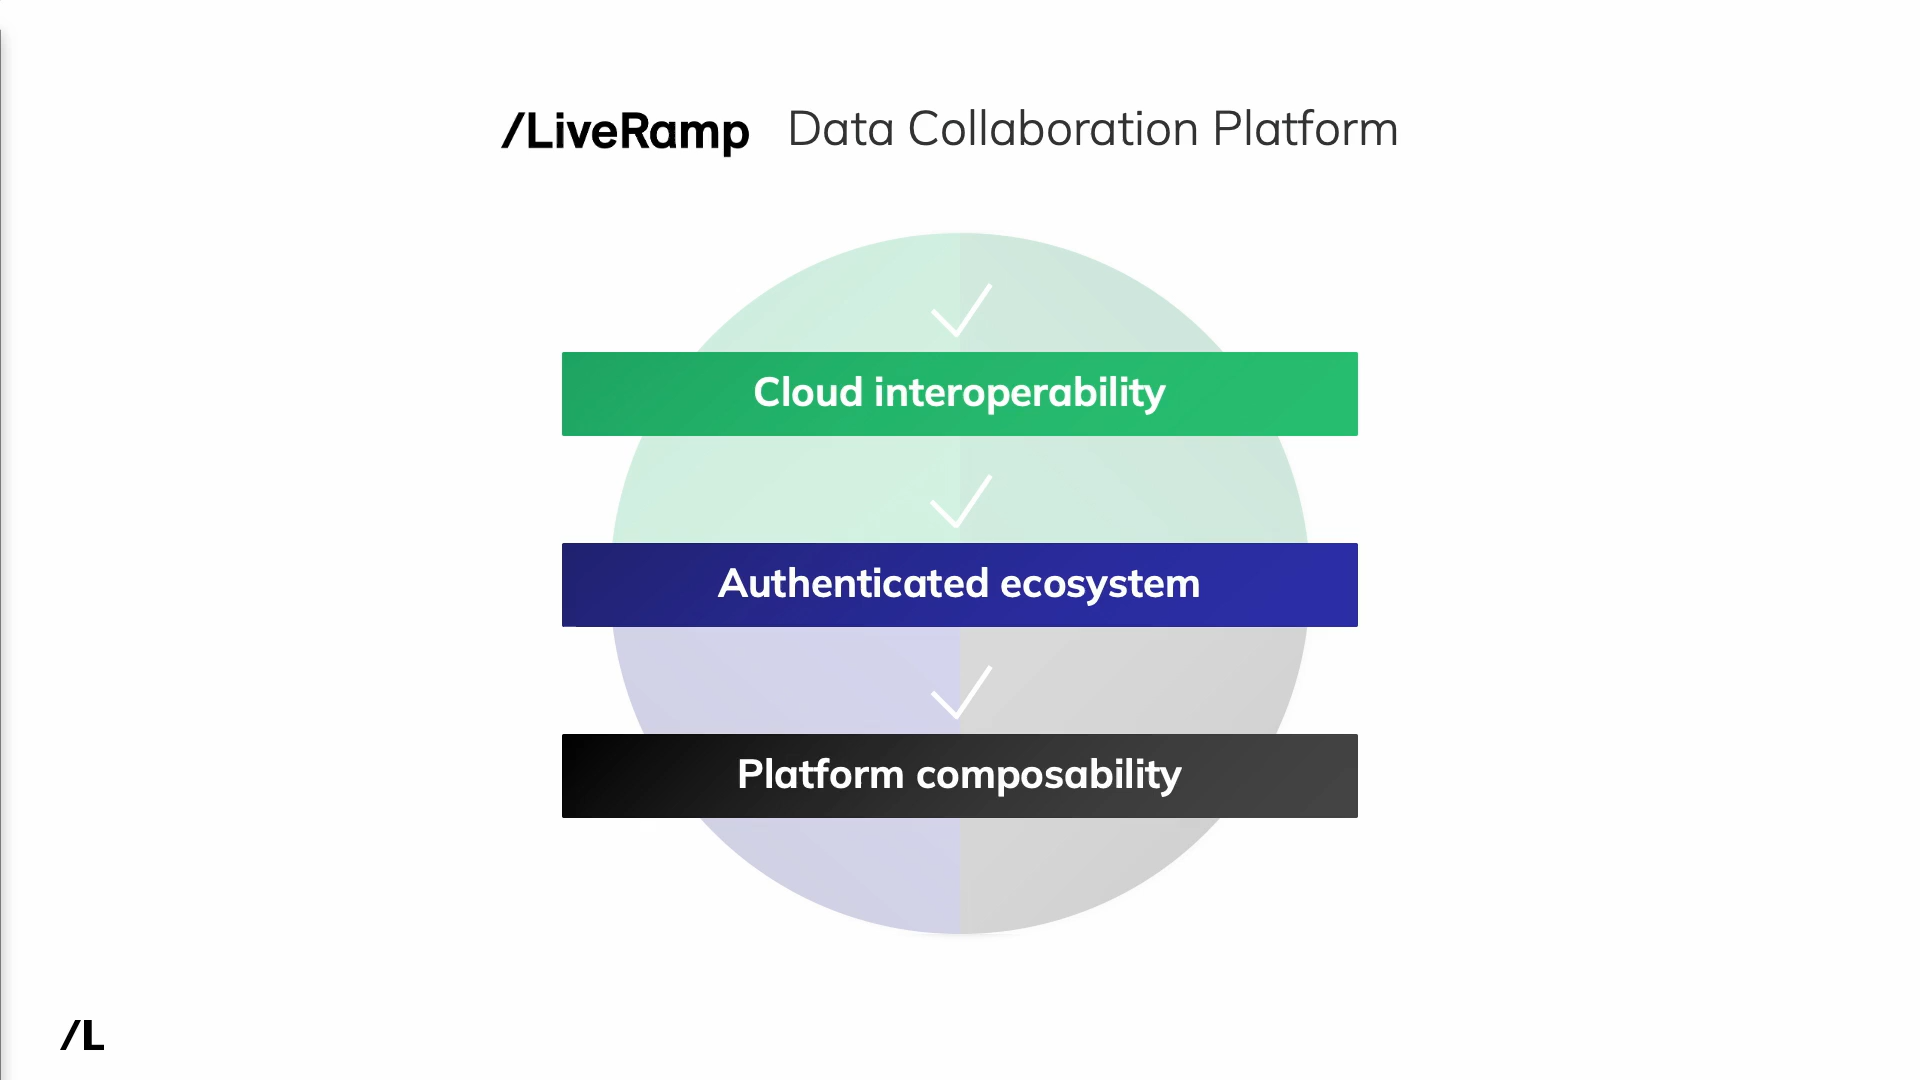 /LiveRamp Data Collaboration Platform
Cloud interoperability
Authenticated ecosystem
Platform composability
/L